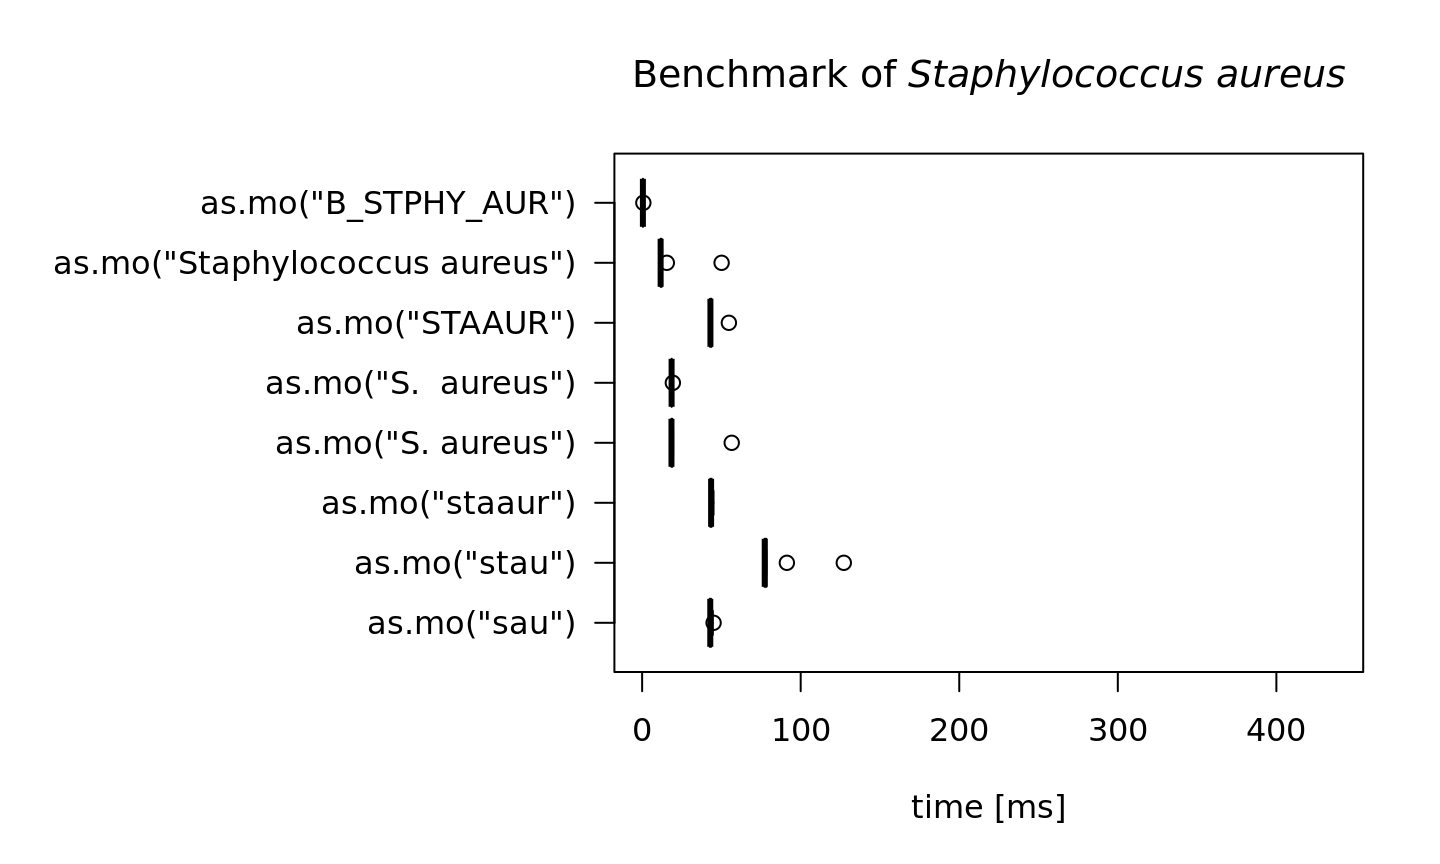 Benchmark of Staphylococcus aureus
as.mo("B_STPHY_AUR")
as.mo("Staphylococcus aureus")
as.mo("STAAUR")
as.mo("S.  aureus")
as.mo("S. aureus")
as.mo("staaur")
as.mo("stau")
as.mo("sau")
0 100 200 300 400
time [ms]